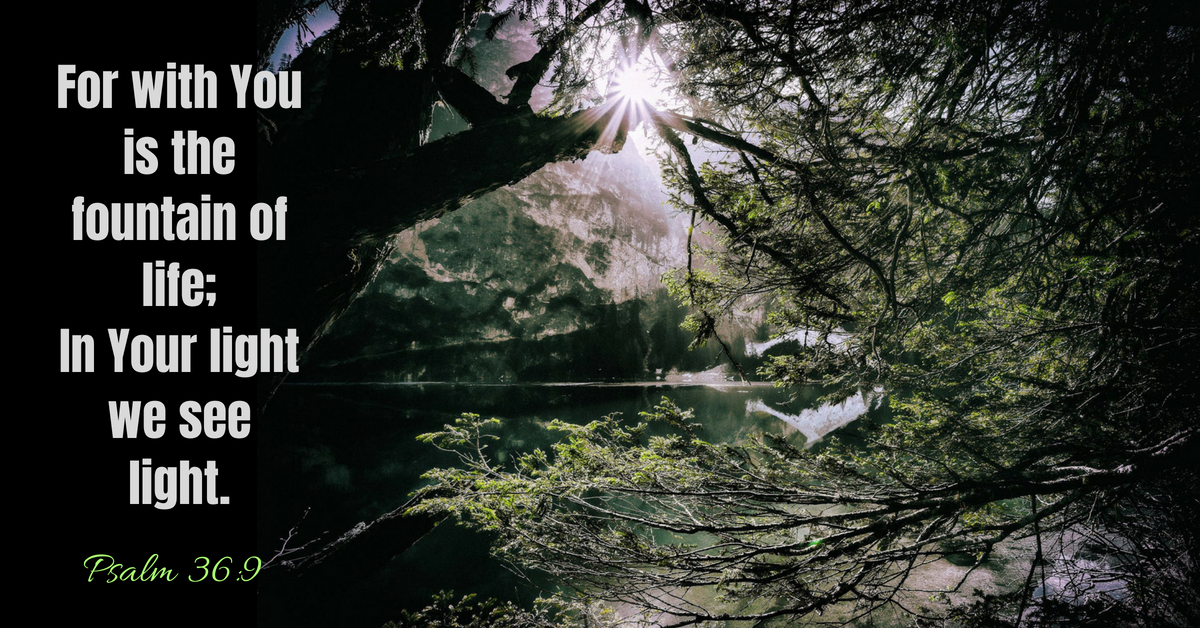 For with You
is the
fountain of
life;
In Your light
we see
light.
Psalm 36:9